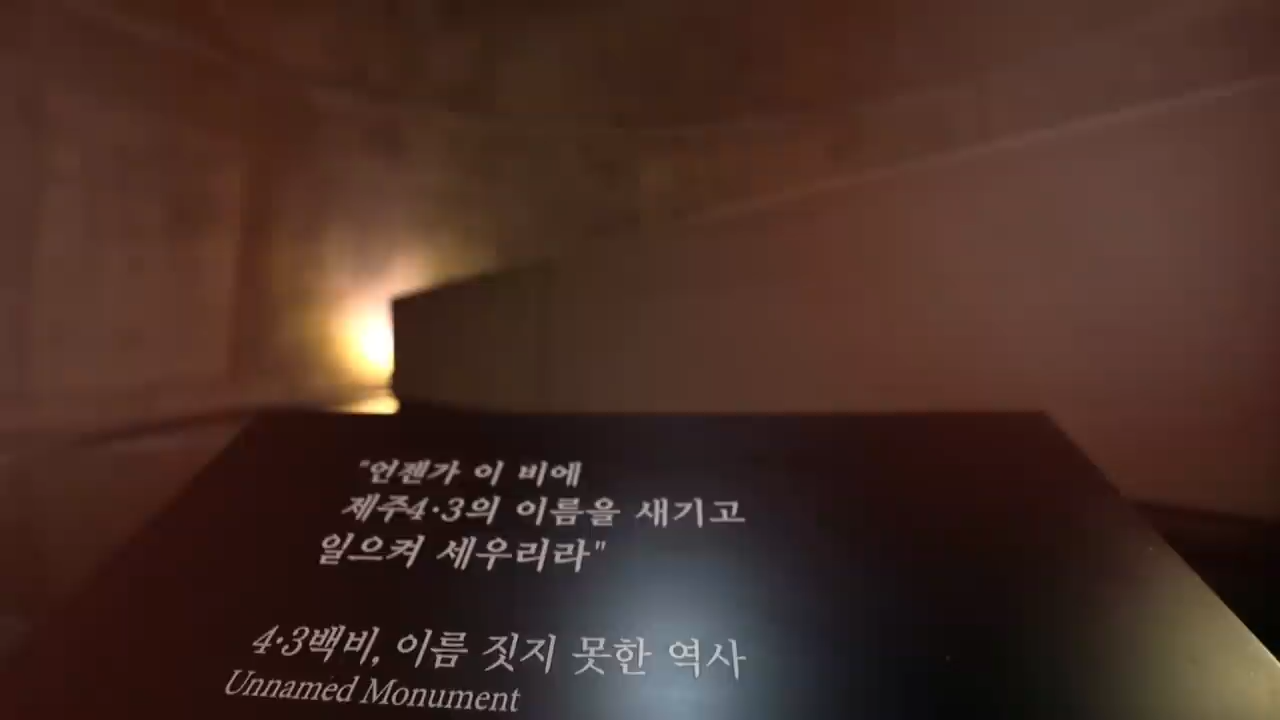 "언젠가 이 비에
제주4·3의 이름을 새기고
일으켜 세우리라"
4·3백비, 이름 짓지 못한 역사
Unnamed Monument